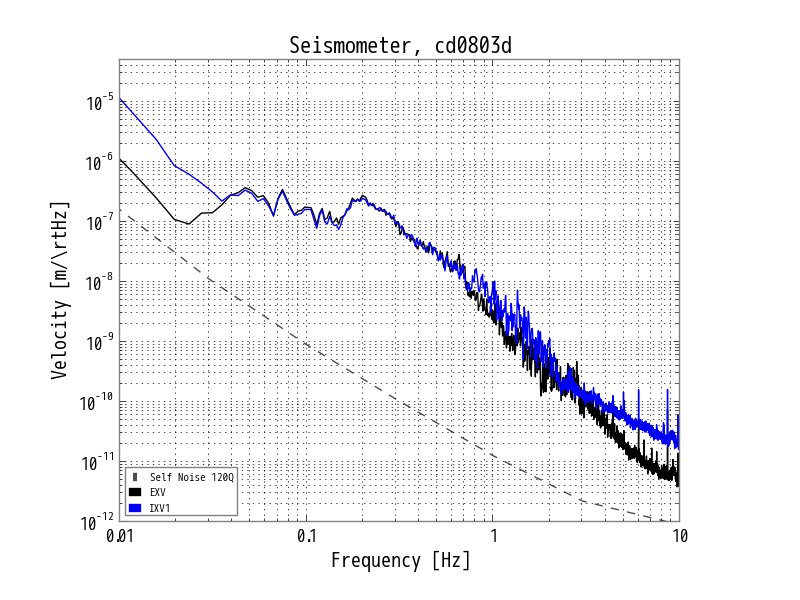 Seismometer, cd0803d
Velocity [m/\rtHz]
10^-5
10^-6
10^-7
10^-8
10^-9
10^-10
10^-11
10^-12
Self Noise 120Q
EXV
IXV1
0.01 0.1 1 10
Frequency [Hz]